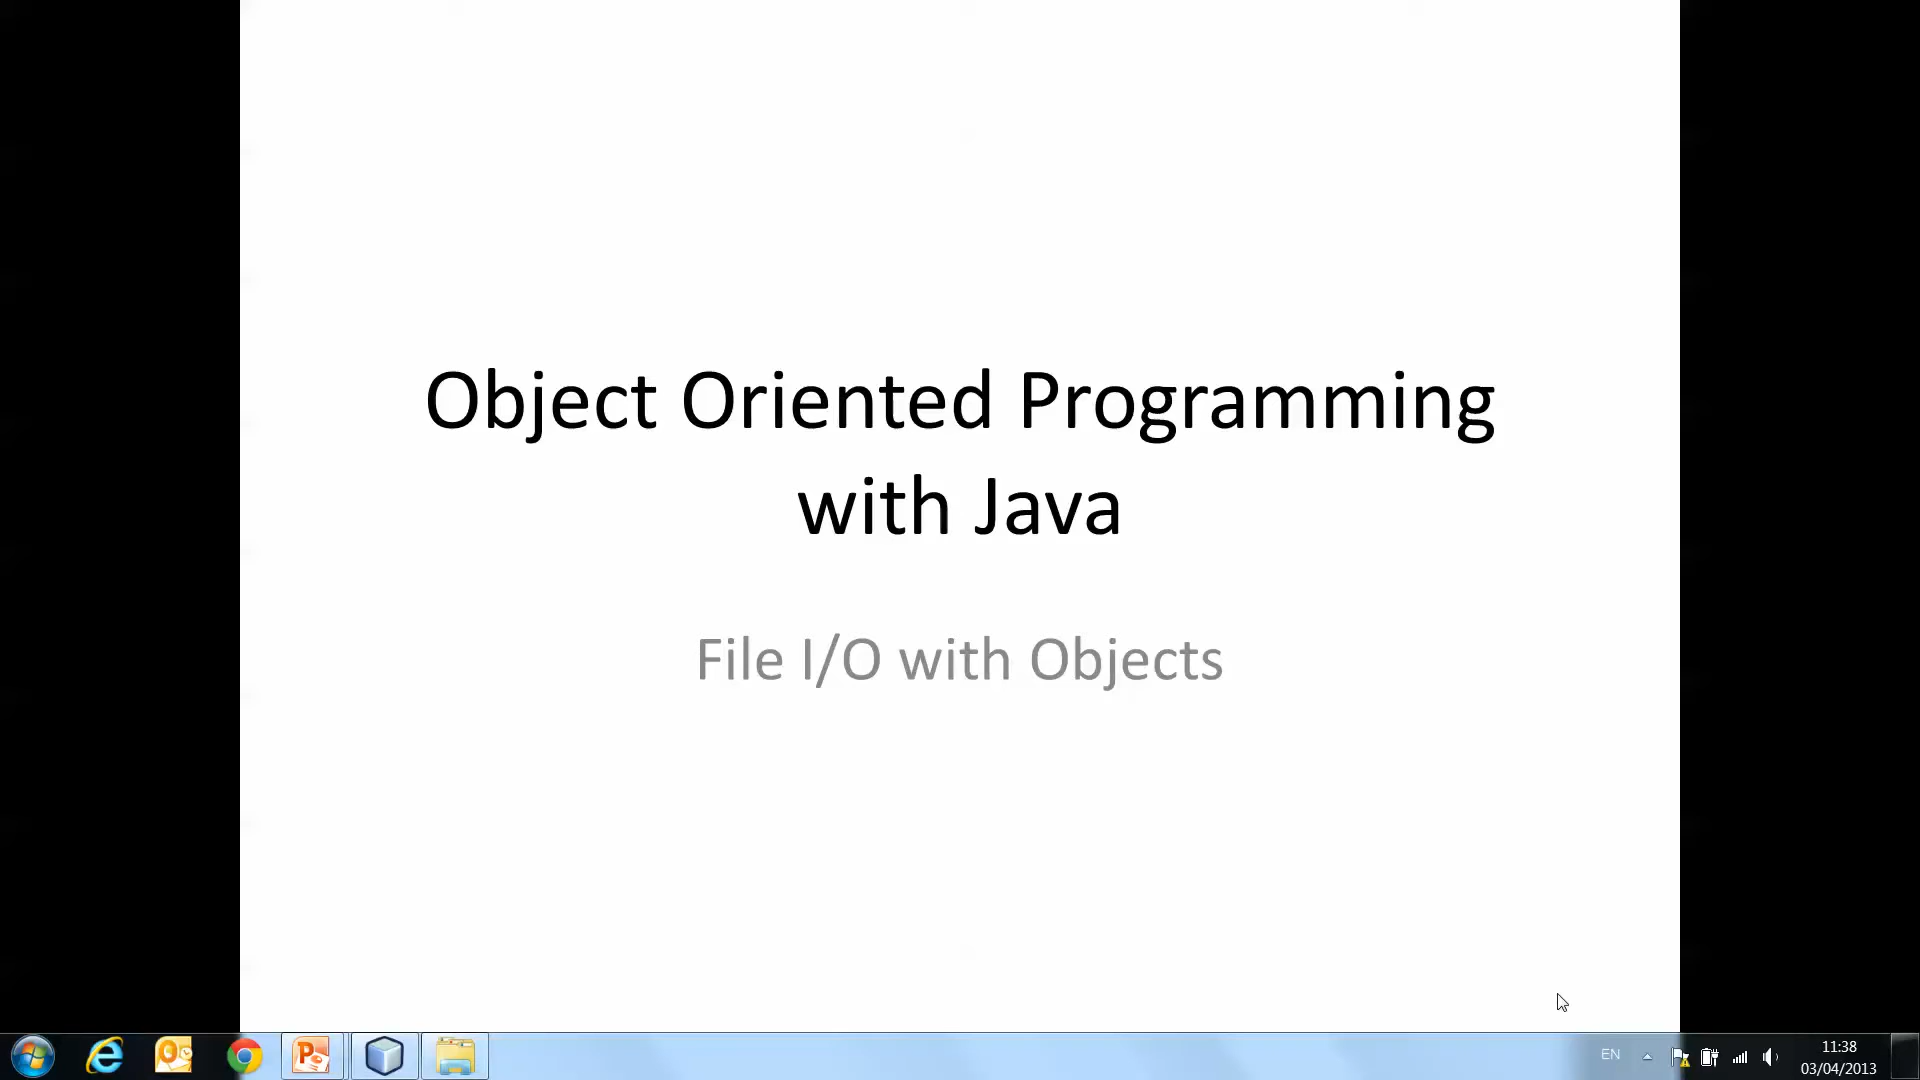 Object Oriented Programming
with Java
File I/O with Objects
EN
11:38
03/04/2013